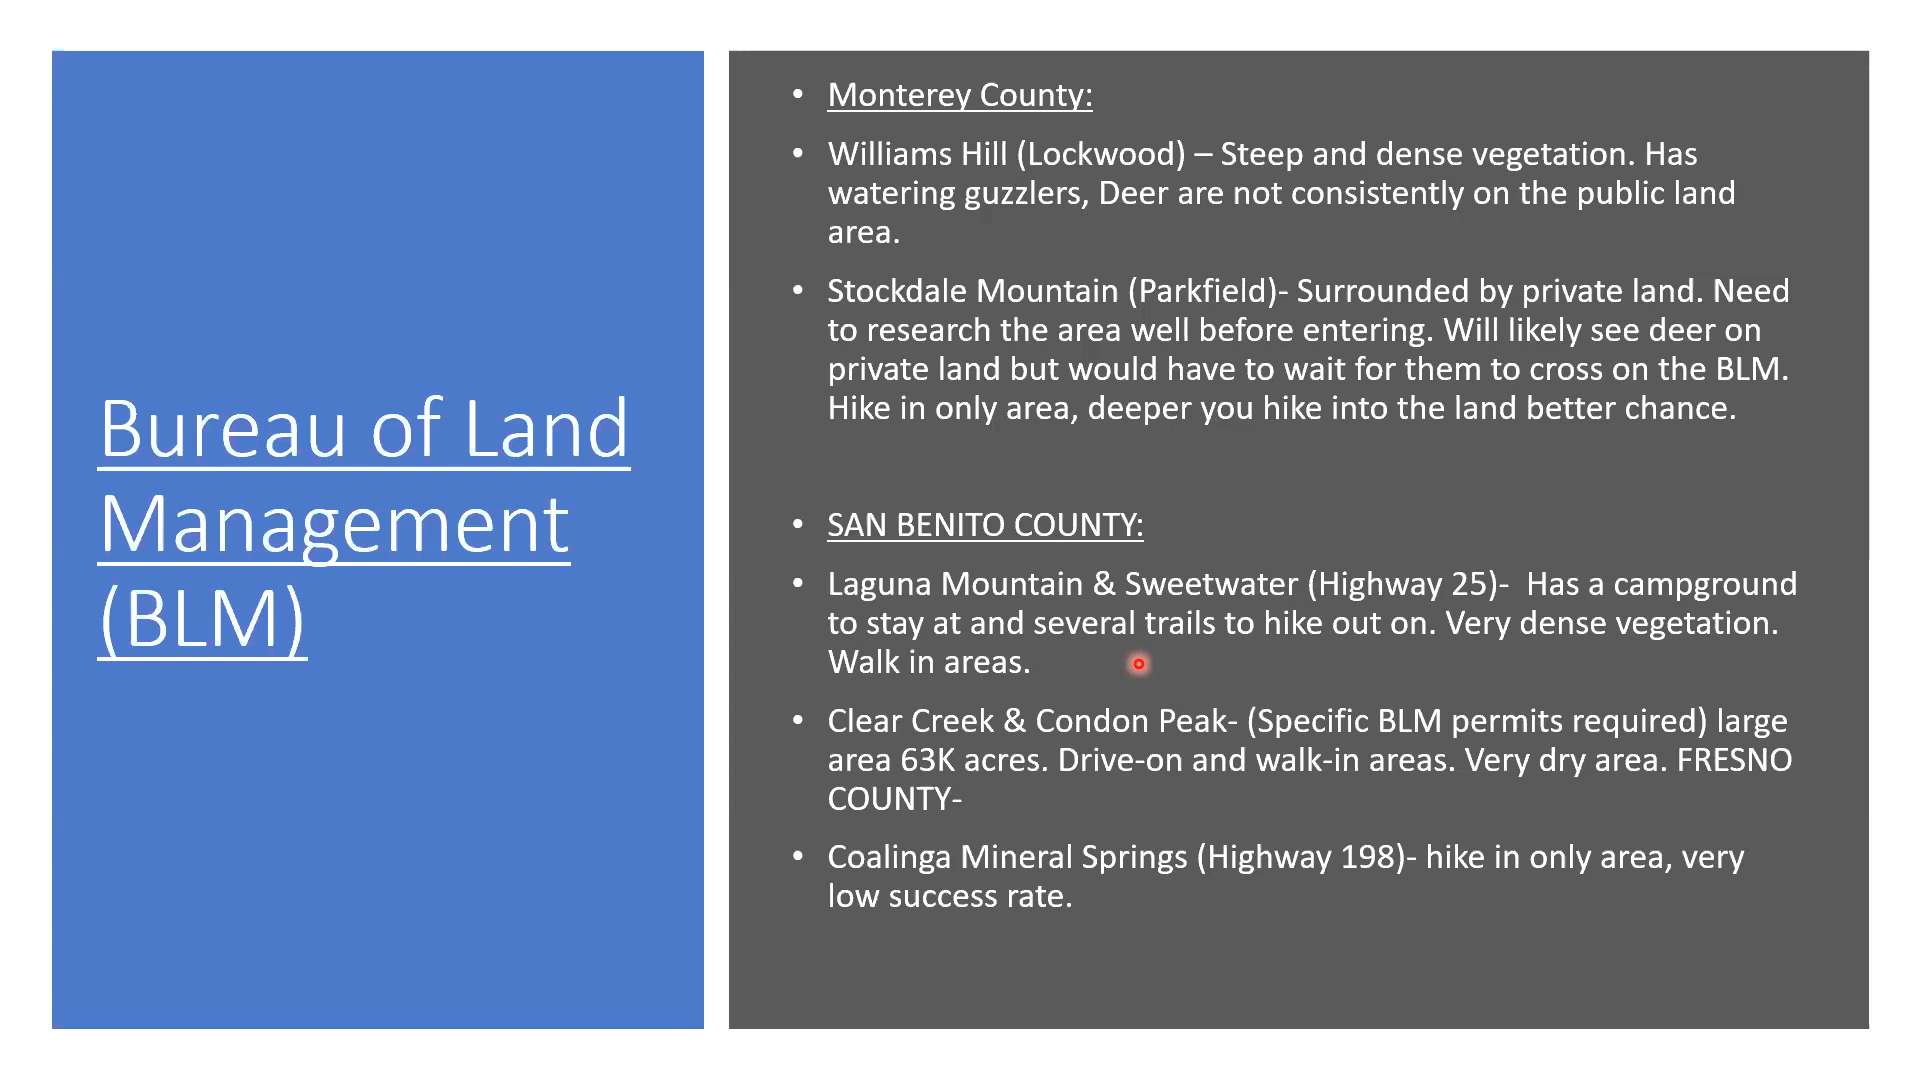 Bureau of Land
Management
(BLM)
• Monterey County:
• Williams Hill (Lockwood) – Steep and dense vegetation. Has
watering guzzlers, Deer are not consistently on the public land
area.
• Stockdale Mountain (Parkfield)- Surrounded by private land. Need
to research the area well before entering. Will likely see deer on
private land but would have to wait for them to cross on the BLM.
Hike in only area, deeper you hike into the land better chance.
• SAN BENITO COUNTY:
• Laguna Mountain & Sweetwater (Highway 25)-  Has a campground
to stay at and several trails to hike out on. Very dense vegetation.
Walk in areas.
• Clear Creek & Condon Peak- (Specific BLM permits required) large
area 63K acres. Drive-on and walk-in areas. Very dry area. FRESNO
COUNTY-
• Coalinga Mineral Springs (Highway 198)- hike in only area, very
low success rate.